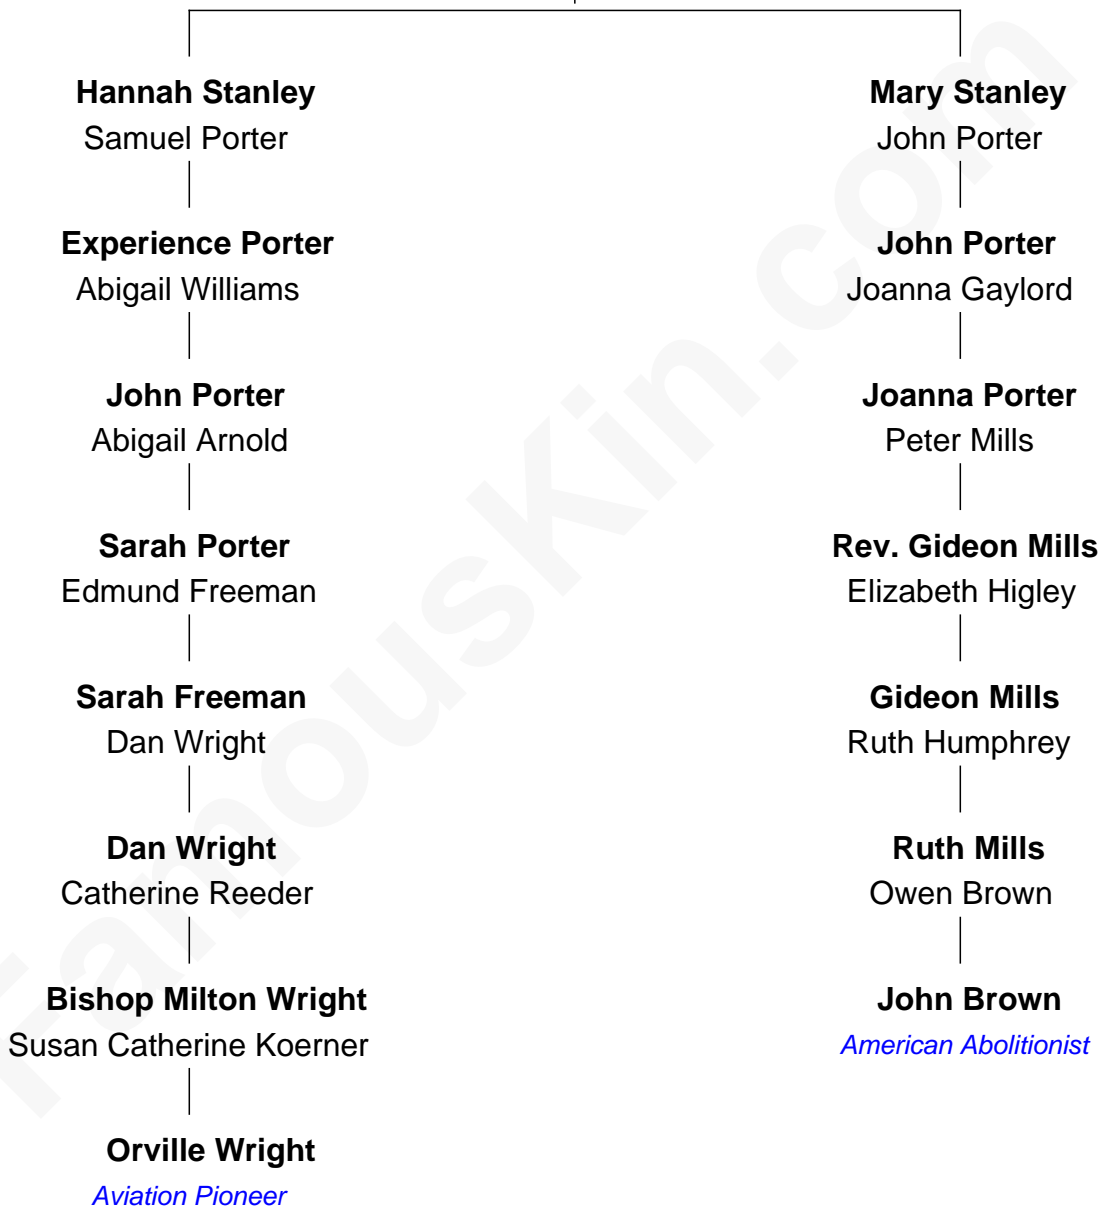 Hannah Stanley
Samuel Porter
Mary Stanley
John Porter
Experience Porter
Abigail Williams
John Porter
Joanna Gaylord
John Porter
Abigail Arnold
Joanna Porter
Peter Mills
Sarah Porter
Edmund Freeman
Rev. Gideon Mills
Elizabeth Higley
Sarah Freeman
Dan Wright
Gideon Mills
Ruth Humphrey
Dan Wright
Catherine Reeder
Ruth Mills
Owen Brown
Bishop Milton Wright
Susan Catherine Koerner
John Brown
American Abolitionist
Orville Wright
Aviation Pioneer
FamousKin.com